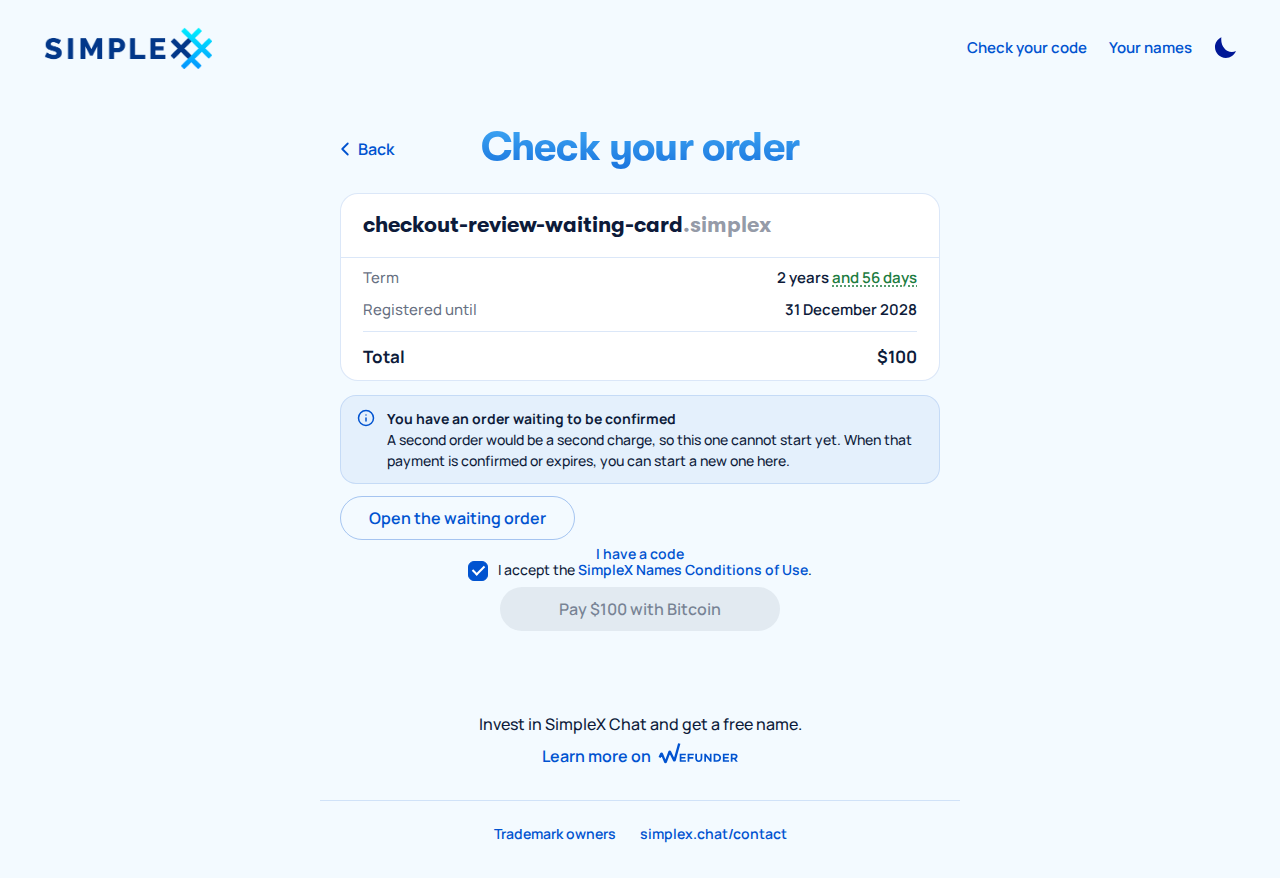 SIMPLEX
Check your code
Your names
Back
Check your order
checkout-review-waiting-card.simplex
Term
2 years and 56 days
Registered until
31 December 2028
Total
$100
You have an order waiting to be confirmed
A second order would be a second charge, so this one cannot start yet. When that
payment is confirmed or expires, you can start a new one here.
Open the waiting order
I have a code
I accept the SimpleX Names Conditions of Use.
Pay $100 with Bitcoin
Invest in SimpleX Chat and get a free name.
Learn more on WEFUNDER
Trademark owners
simplex.chat/contact